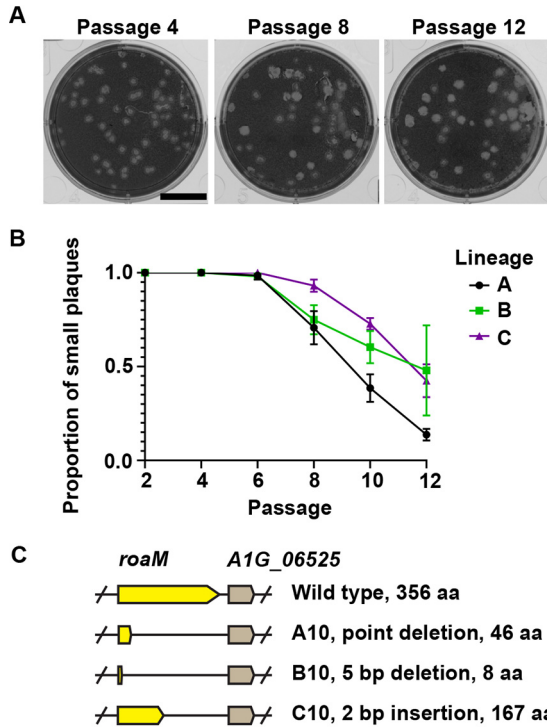 A
Passage 4
Passage 8
Passage 12
B
Proportion of small plaques
1.0
0.5
0.0
2
4
6
8
10
12
Passage
Lineage
A
B
C
C
roaM
A1G_06525
Wild type, 356 aa
A10, point deletion, 46 aa
B10, 5 bp deletion, 8 aa
C10, 2 bp insertion, 167 aa